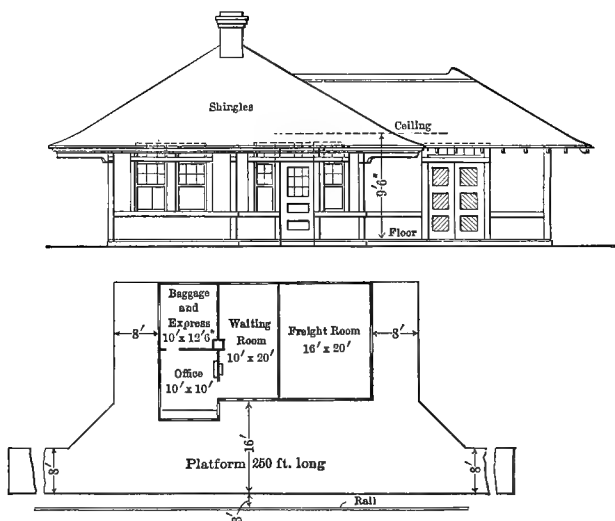 Shingles
Ceiling
9'-6"
Floor
Baggage
and
Express
10'x 12'6"
Waiting
Room
10'x 20'
Freight Room
16'x 20'
8'
8'
Office
10'x 10'
16'
8'
Platform 250 ft. long
8'
Rail
3'